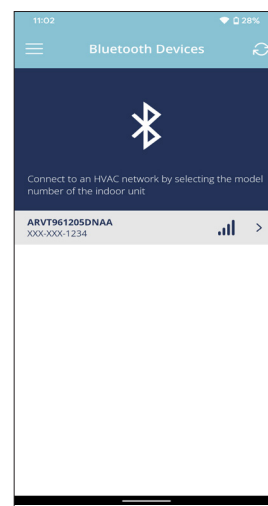 11:02
28%
Bluetooth Devices
Connect to an HVAC network by selecting the model
number of the indoor unit
ARVT961205DNAA
XXX-XXX-1234